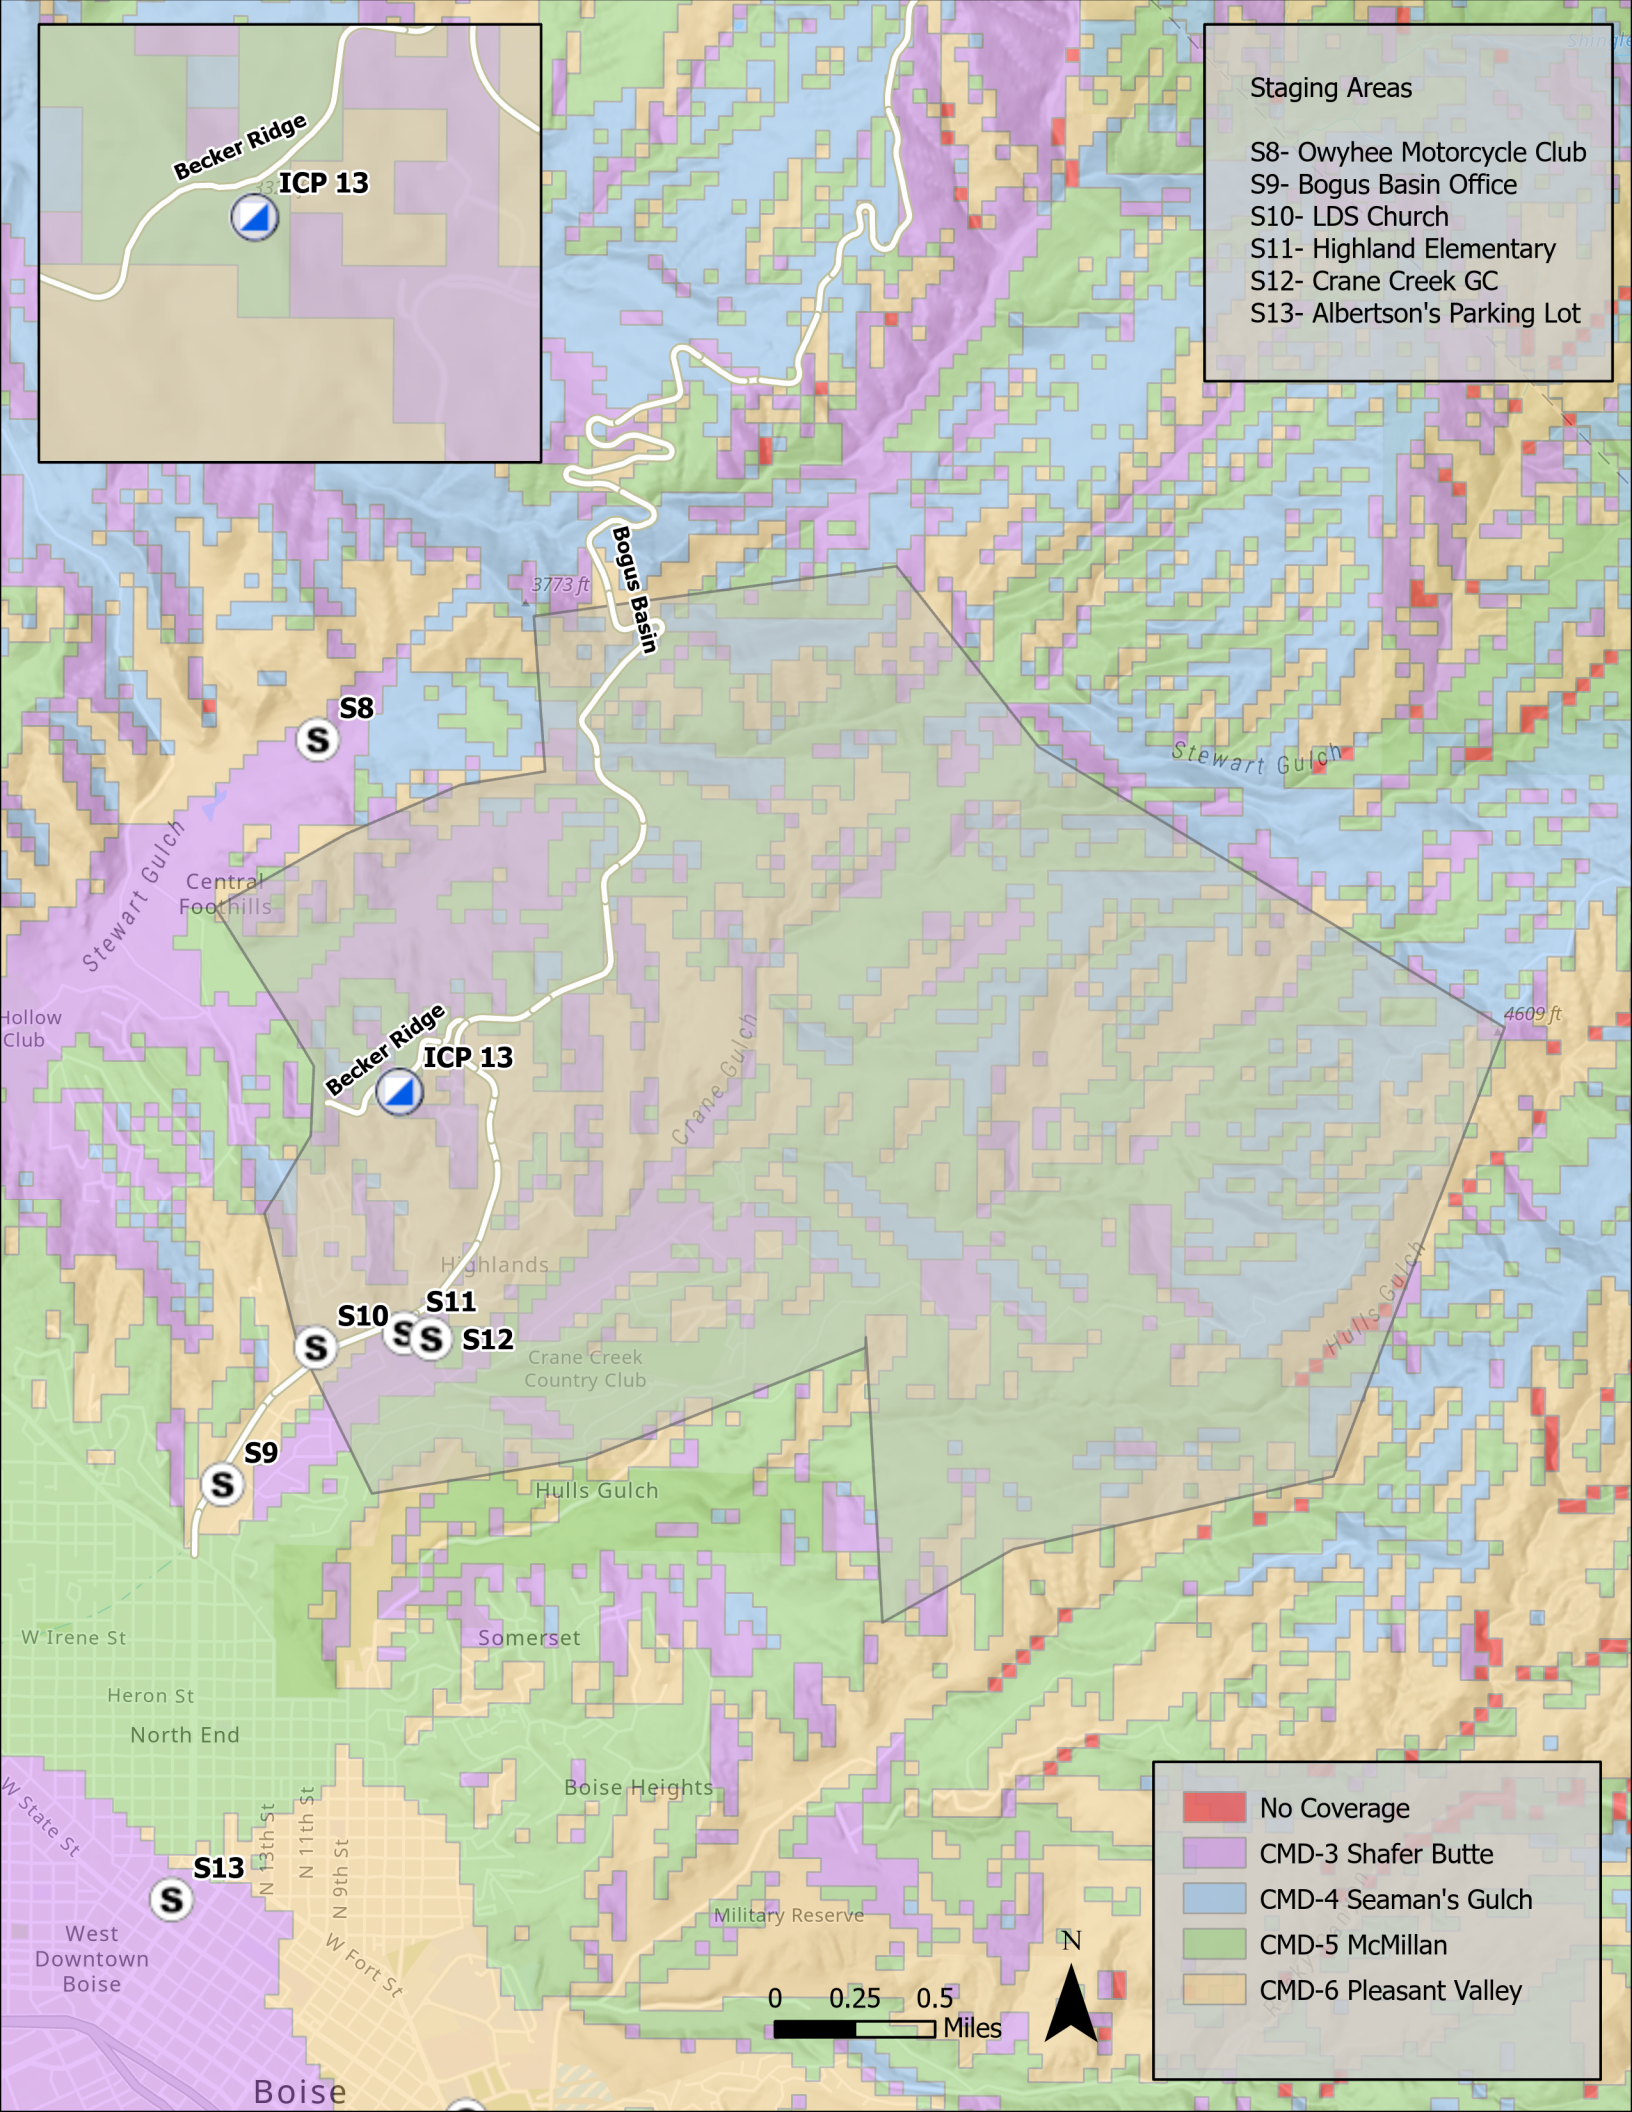 Becker Ridge
ICP 13
Staging Areas
S8- Owyhee Motorcycle Club
S9- Bogus Basin Office
S10- LDS Church
S11- Highland Elementary
S12- Crane Creek GC
S13- Albertson's Parking Lot
Bogus Basin
3773 ft
S8
S
Stewart Gulch
Stewart Gulch
Central
Foothills
Hollow
Club
4609 ft
Becker Ridge
ICP 13
Crane Gulch
Highlands
Hulls Gulch
S10
S11
S12
S
S
S
Crane Creek
Country Club
S9
S
Hulls Gulch
W Irene St
Somerset
Heron St
North End
Boise Heights
W State St
N 13th St
N 11th St
N 9th St
S13
S
West
Downtown
Boise
W Fort St
Military Reserve
Boise
N
0 0.25 0.5
Miles
No Coverage
CMD-3 Shafer Butte
CMD-4 Seaman's Gulch
CMD-5 McMillan
CMD-6 Pleasant Valley